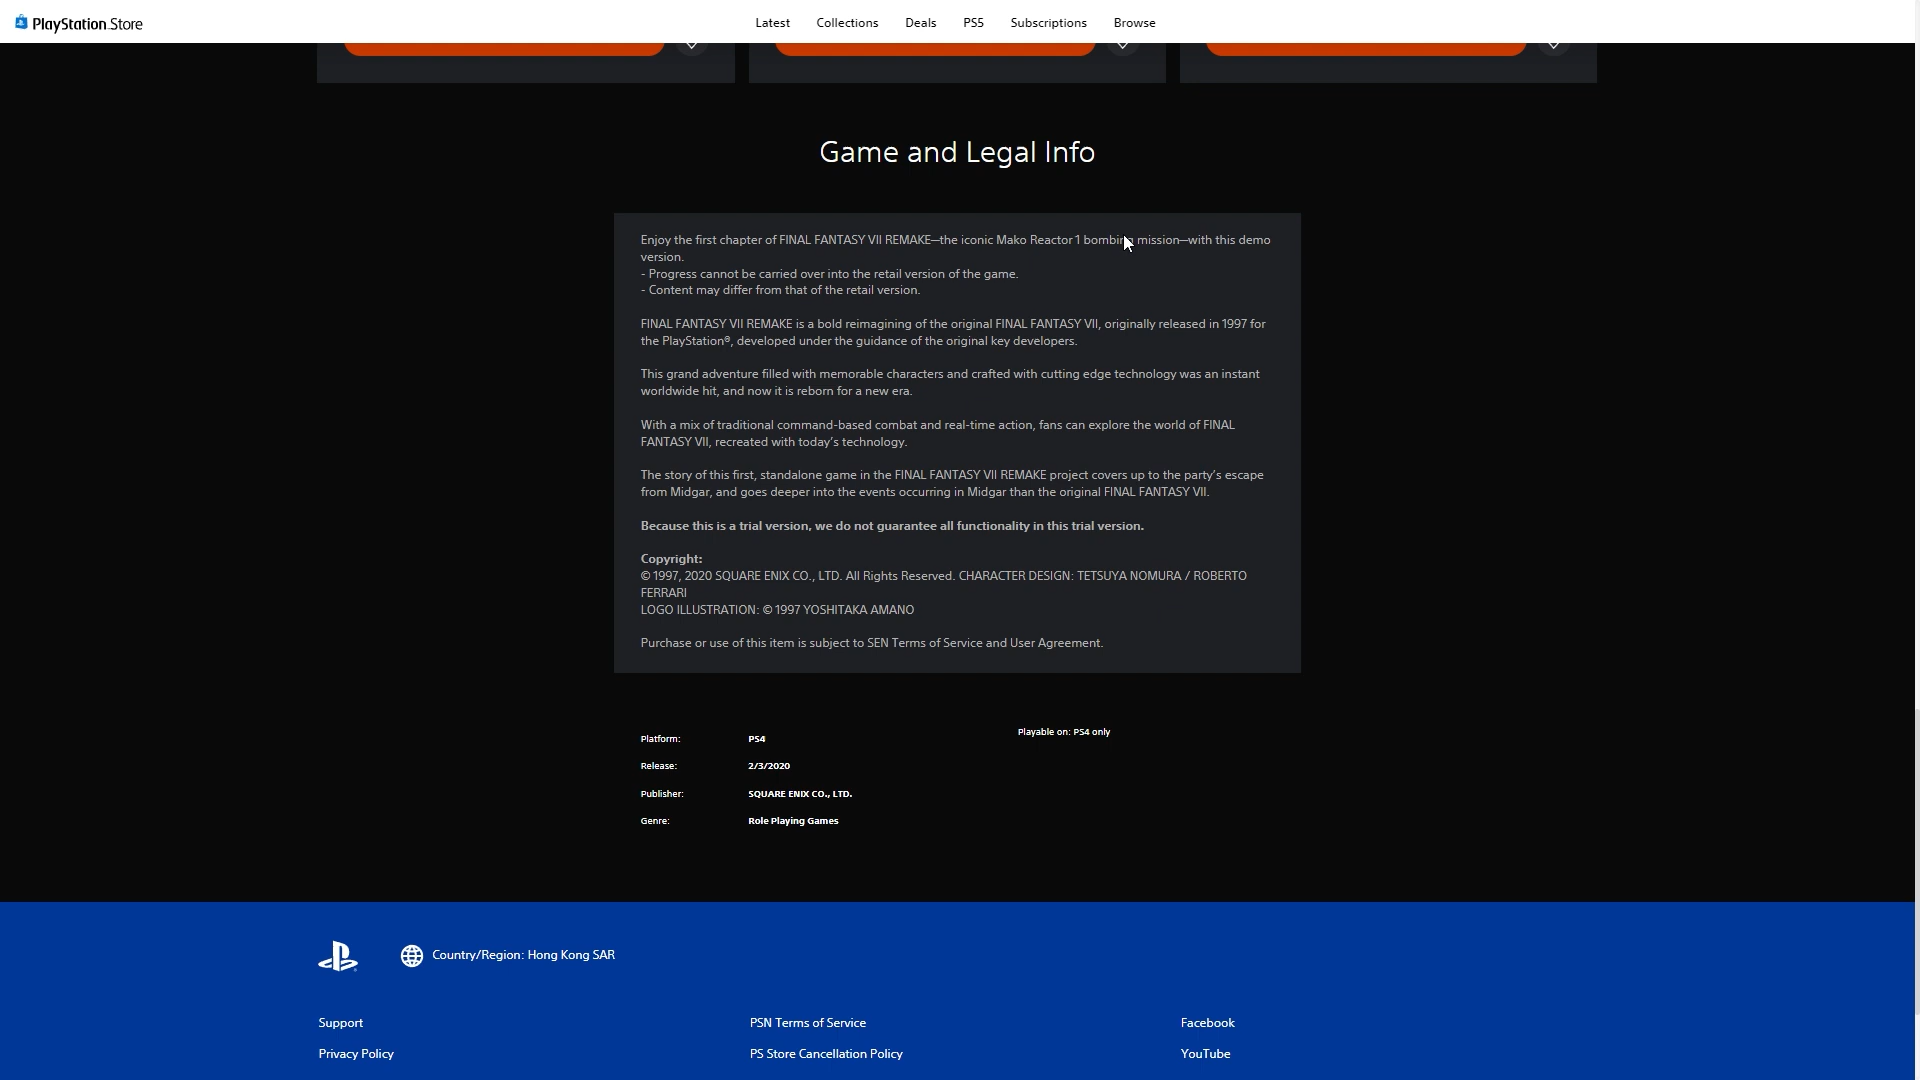 PlayStation Store
Latest Collections Deals PS5 Subscriptions Browse
Game and Legal Info
Enjoy the first chapter of FINAL FANTASY VII REMAKE—the iconic Mako Reactor 1 bombing mission—with this demo
version.
- Progress cannot be carried over into the retail version of the game.
- Content may differ from that of the retail version.
FINAL FANTASY VII REMAKE is a bold reimagining of the original FINAL FANTASY VII, originally released in 1997 for
the PlayStation®, developed under the guidance of the original key developers.
This grand adventure filled with memorable characters and crafted with cutting edge technology was an instant
worldwide hit, and now it is reborn for a new era.
With a mix of traditional command-based combat and real-time action, fans can explore the world of FINAL
FANTASY VII, recreated with today’s technology.
The story of this first, standalone game in the FINAL FANTASY VII REMAKE project covers up to the party’s escape
from Midgar, and goes deeper into the events occurring in Midgar than the original FINAL FANTASY VII.
Because this is a trial version, we do not guarantee all functionality in this trial version.
Copyright:
© 1997, 2020 SQUARE ENIX CO., LTD. All Rights Reserved. CHARACTER DESIGN: TETSUYA NOMURA / ROBERTO
FERRARI
LOGO ILLUSTRATION: © 1997 YOSHITAKA AMANO
Purchase or use of this item is subject to SEN Terms of Service and User Agreement.
Platform: PS4
Playable on: PS4 only
Release: 2/3/2020
Publisher: SQUARE ENIX CO., LTD.
Genre: Role Playing Games
Country/Region: Hong Kong SAR
Support PSN Terms of Service Facebook
Privacy Policy PS Store Cancellation Policy YouTube